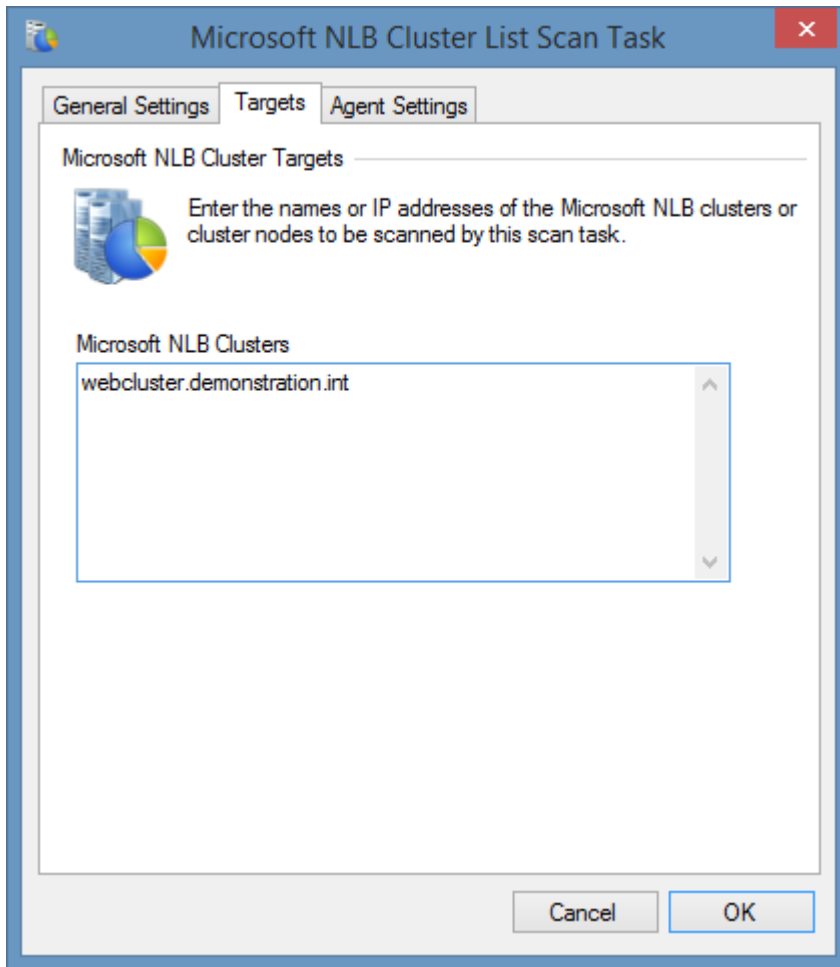 Microsoft NLB Cluster List Scan Task
General Settings
Targets
Agent Settings
Microsoft NLB Cluster Targets
Enter the names or IP addresses of the Microsoft NLB clusters or
cluster nodes to be scanned by this scan task.
Microsoft NLB Clusters
webcluster.demonstration.int
Cancel
OK